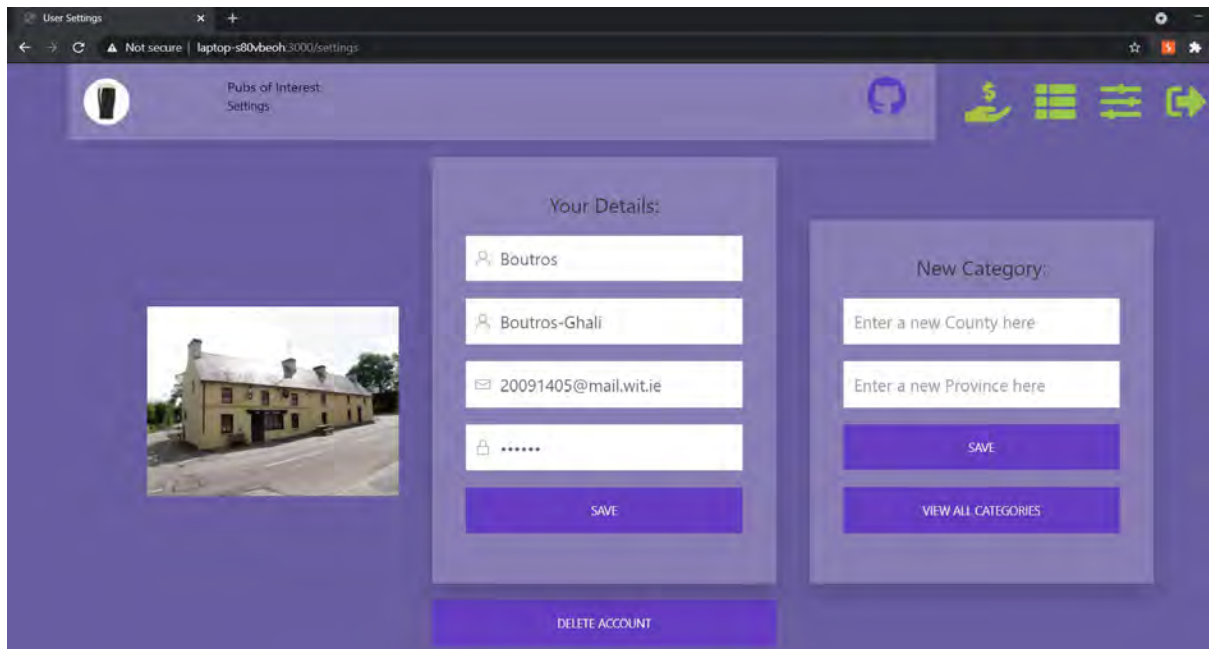 User Settings
Not secure | laptop-s80vbeoh:3000/settings
Pubs of Interest:
Settings
Your Details:
Boutros
Boutros-Ghali
20091405@mail.wit.ie
••••••
SAVE
DELETE ACCOUNT
New Category:
Enter a new County here
Enter a new Province here
SAVE
VIEW ALL CATEGORIES